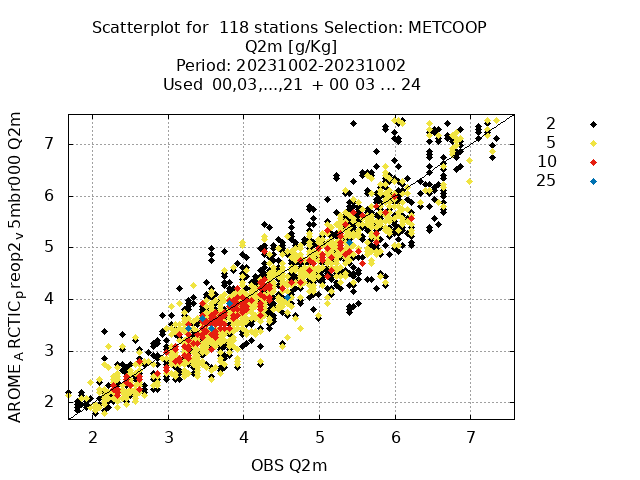 Scatterplot for  118 stations Selection: METCOOP
Q2m [g/Kg]
Period: 20231002-20231002
Used  00,03,...,21  + 00 03 ... 24
2
5
10
25
7
6
5
4
3
2
AROME_ARCTIC_preop2_v5mbr000 Q2m
2 3 4 5 6 7
OBS Q2m